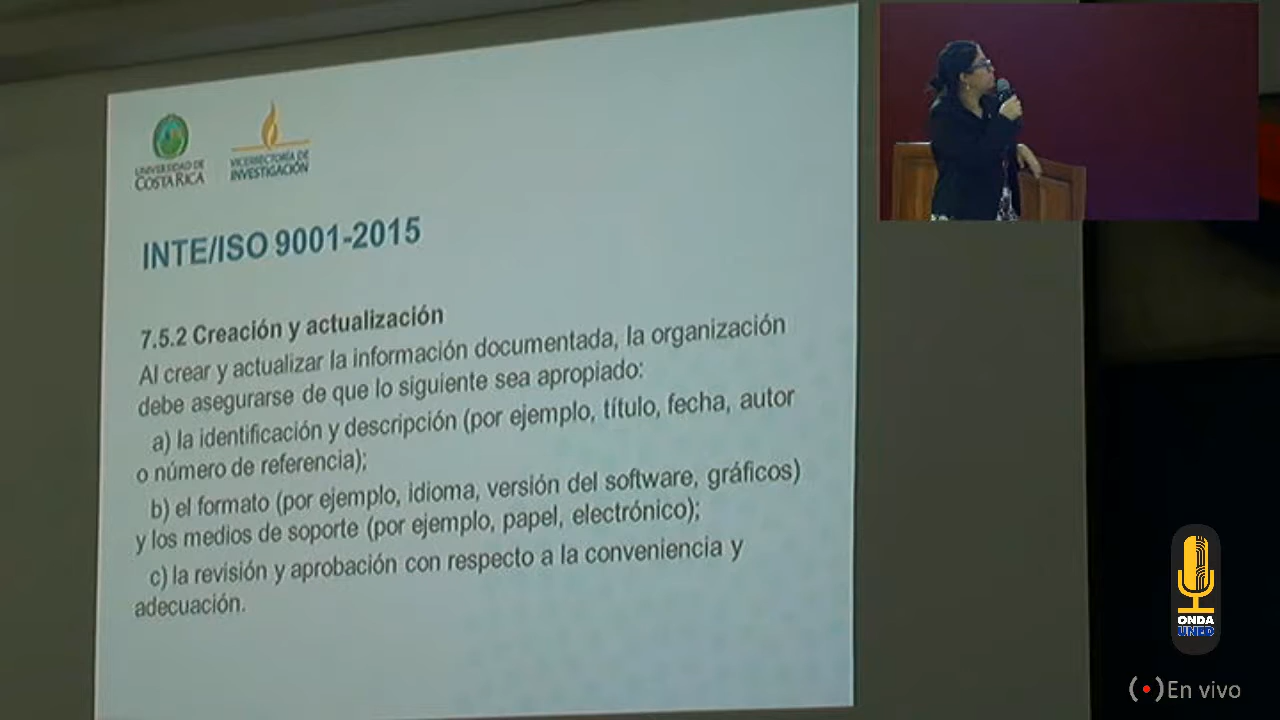 UNIVERSIDAD DE
COSTA RICA
VICERRECTORÍA DE
INVESTIGACIÓN
INTE/ISO 9001-2015
7.5.2 Creación y actualización
Al crear y actualizar la información documentada, la organización
debe asegurarse de que lo siguiente sea apropiado:
a) la identificación y descripción (por ejemplo, título, fecha, autor
o número de referencia);
b) el formato (por ejemplo, idioma, versión del software, gráficos)
y los medios de soporte (por ejemplo, papel, electrónico);
c) la revisión y aprobación con respecto a la conveniencia y
adecuación.
ONDA
UNED
En vivo